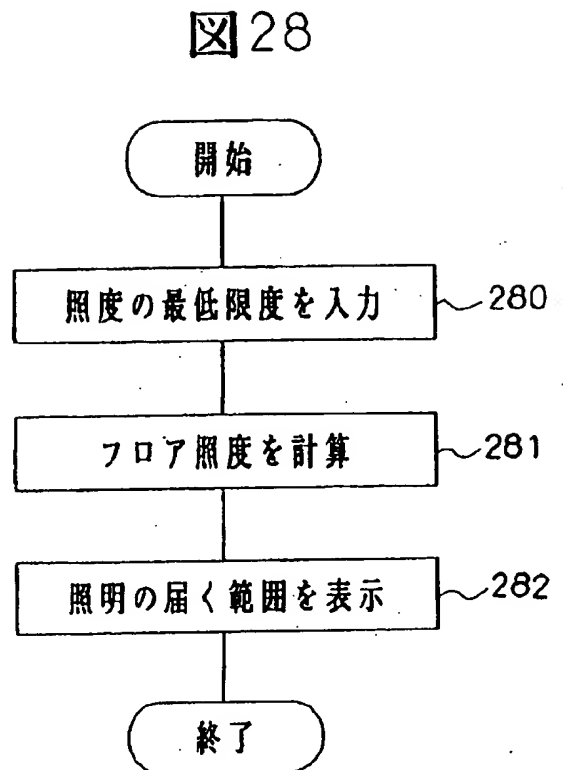 図28
開始
照度の最低限度を入力
280
フロア照度を計算
281
照明の届く範囲を表示
282
終了